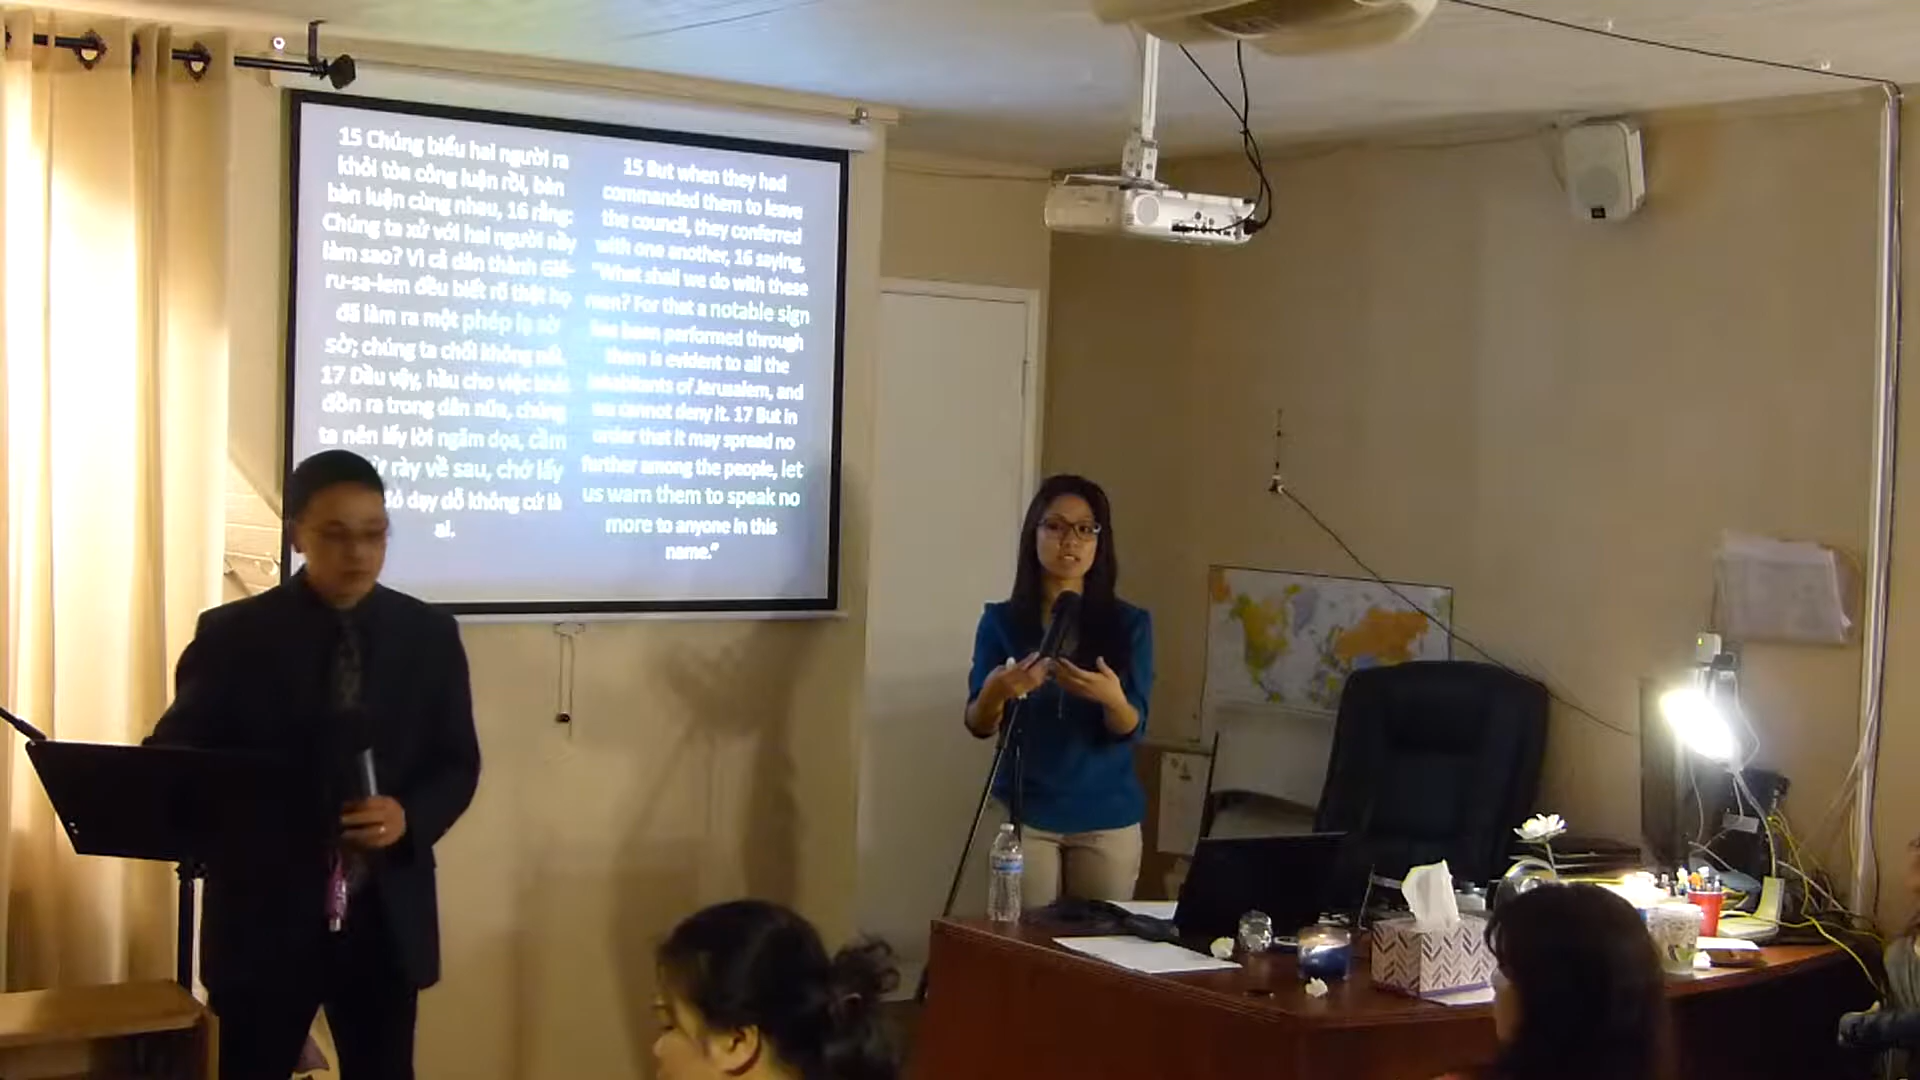 15 Chúng biểu hai người ra
khỏi tòa công luận rồi, bèn
bàn luận cùng nhau, 16 rằng:
Chúng ta xử với hai người nầy
làm sao? Vì cả dân thành Giê-
ru-sa-lem đều biết rõ thật họ
đã làm ra một phép lạ sờ
sờ; chúng ta chối không
17 Dầu vậy, hầu cho việc khỏi
đồn ra trong dân nữa, chúng
ta nên lấy lời ngăm dọa, cầm
rày về sau, chớ lấy
đó dạy dỗ không cứ là
ai.
15 But when they had
commanded them to leave
the council, they conferred
with one another, 16 saying,
"What shall we do with these
men? For that a notable sign
has been performed through
them is evident to all the
inhabitants of Jerusalem, and
we cannot deny it. 17 But in
order that it may spread no
further among the people, let
us warn them to speak no
more to anyone in this
name."